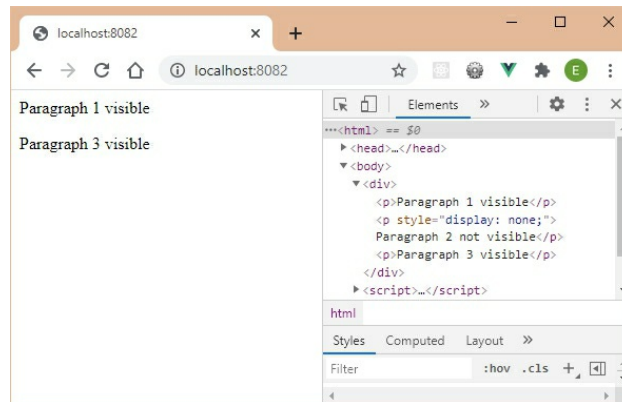 localhost:8082
localhost:8082
E
Paragraph 1 visible
Paragraph 3 visible
Elements »
<html> == $0
<head>…</head>
<body>
<div>
<p>Paragraph 1 visible</p>
<p style="display: none;">
Paragraph 2 not visible</p>
<p>Paragraph 3 visible</p>
</div>
<script>…</script>
html
Styles Computed Layout »
Filter :hov .cls +